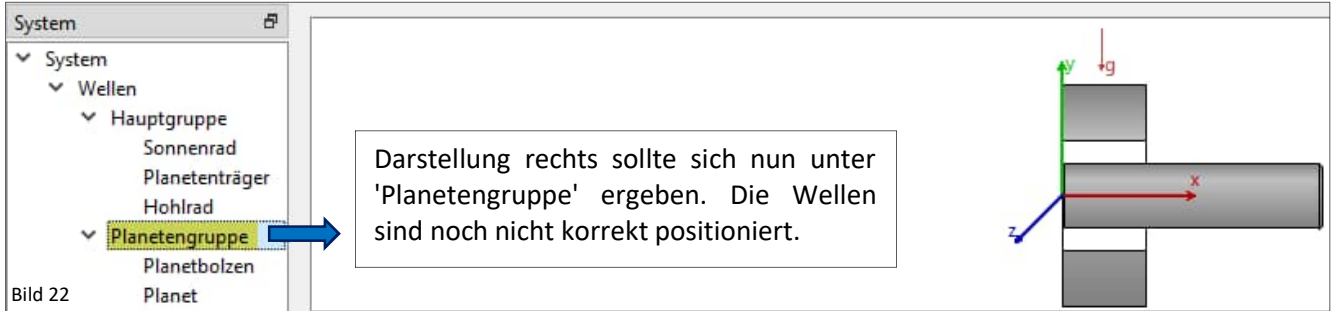 System
System
Wellen
Hauptgruppe
Sonnenrad
Planetenträger
Hohlrad
Planetengruppe
Planetbolzen
Bild 22 Planet
Darstellung rechts sollte sich nun unter
'Planetengruppe' ergeben. Die Wellen
sind noch nicht korrekt positioniert.
y g
x
z